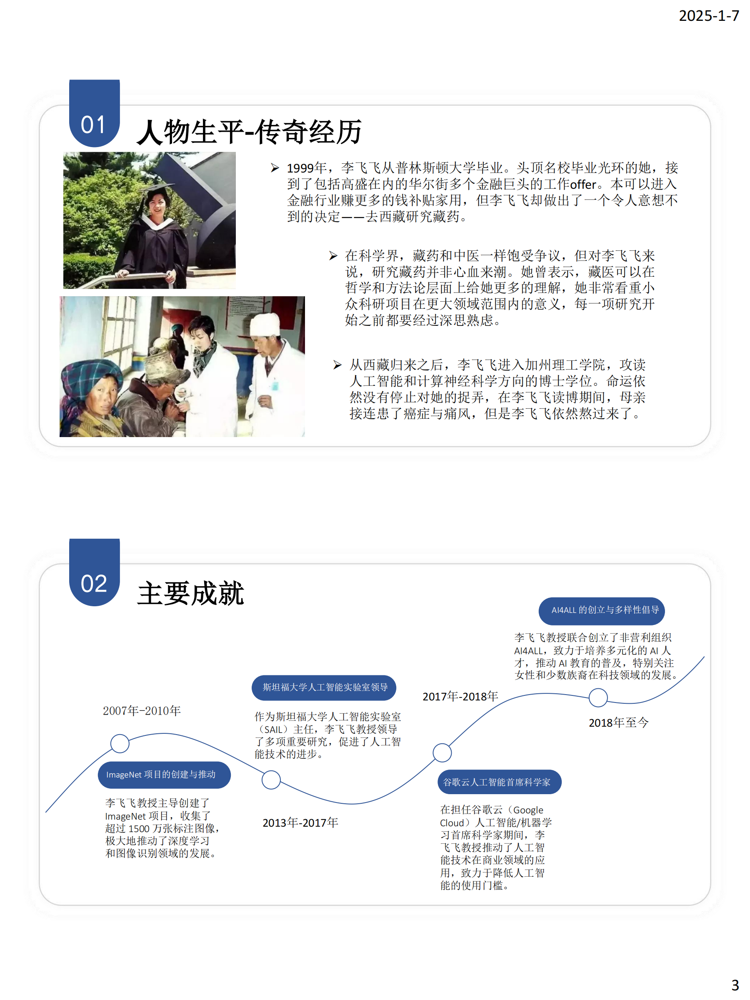 2025-1-7
01
人物生平-传奇经历
➢ 1999年，李飞飞从普林斯顿大学毕业。头顶名校毕业光环的她，接
到了包括高盛在内的华尔街多个金融巨头的工作offer。本可以进入
金融行业赚更多的钱补贴家用，但李飞飞却做出了一个令人意想不
到的决定——去西藏研究藏药。
➢ 在科学界，藏药和中医一样饱受争议，但对李飞飞来
说，研究藏药并非心血来潮。她曾表示，藏医可以在
哲学和方法论层面上给她更多的理解，她非常看重小
众科研项目在更大领域范围内的意义，每一项研究开
始之前都要经过深思熟虑。
➢ 从西藏归来之后，李飞飞进入加州理工学院，攻读
人工智能和计算神经科学方向的博士学位。命运依
然没有停止对她的捉弄，在李飞飞读博期间，母亲
接连患了癌症与痛风，但是李飞飞依然熬过来了。
02
主要成就
2007年-2010年
ImageNet 项目的创建与推动
李飞飞教授主导创建了
ImageNet 项目，收集了
超过 1500 万张标注图像，
极大地推动了深度学习
和图像识别领域的发展。
斯坦福大学人工智能实验室领导
作为斯坦福大学人工智能实验室
（SAIL）主任，李飞飞教授领导
了多项重要研究，促进了人工智
能技术的进步。
2013年-2017年
2017年-2018年
谷歌云人工智能首席科学家
在担任谷歌云（Google
Cloud）人工智能/机器学
习首席科学家期间，李
飞飞教授推动了人工智
能技术在商业领域的应
用，致力于降低人工智
能的使用门槛。
AI4ALL 的创立与多样性倡导
李飞飞教授联合创立了非营利组织
AI4ALL，致力于培养多元化的 AI 人
才，推动 AI 教育的普及，特别关注
女性和少数族裔在科技领域的发展。
2018年至今
3